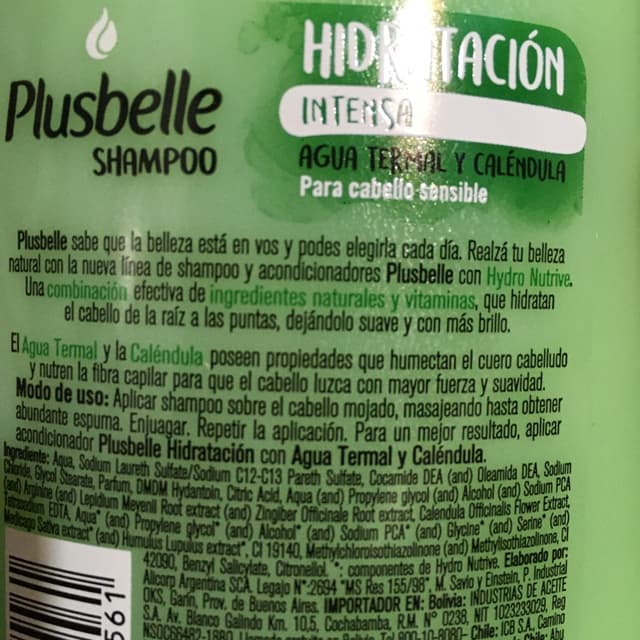 Plusbelle
SHAMPOO
HIDRATACIÓN
INTENSA
AGUA TERMAL Y CALÉNDULA
Para cabello sensible
Plusbelle sabe que la belleza está en vos y podes elegirla cada día. Realzá tu belleza
natural con la nueva línea de shampoo y acondicionadores Plusbelle con Hydro Nutrive.
Una combinación efectiva de ingredientes naturales y vitaminas, que hidratan
el cabello de la raíz a las puntas, dejándolo suave y con más brillo.
El Agua Termal y la Caléndula poseen propiedades que humectan el cuero cabelludo
y nutren la fibra capilar para que el cabello luzca con mayor fuerza y suavidad.
Modo de uso: Aplicar shampoo sobre el cabello mojado, masajeando hasta obtener
abundante espuma. Enjuagar. Repetir la aplicación. Para un mejor resultado, aplicar
acondicionador Plusbelle Hidratación con Agua Termal y Caléndula.
Ingrediente: Aqua, Sodium Laureth Sulfate/Sodium C12-C13 Pareth Sulfate, Cocamide DEA (and) Oleamida DEA, Sodium
Chloride, Glycol Stearate, Parfum, DMDM Hydantoin, Citric Acid, Aqua (and) Propylene glycol (and) Alcohol (and) Sodium PCA
(and) Arginine (and) Lepidium Meyenii Root extract (and) Zingiber Officinale Root extract, Calendula Officinalis Flower Extract,
Tetrasodium EDTA, Aqua* (and) Propylene glycol* (and) Alcohol* (and) Sodium PCA* (and) Glycine* (and) Serine* (and)
Medicago Sativa extract* (and) Humulus Lupulus extract*, CI 19140, Methylchloroisothiazolinone (and) Methylisothiazolinone, CI
42090, Benzyl Salicylate, Citronellol. *: componentes de Hydro Nutrive. Elaborado por:
Alicorp Argentina SCA. Legajo N°:2694 "MS Res 155/98". M. Savio y Einstein, P. Industrial
OKS, Garín, Prov. de Buenos Aires. IMPORTADOR EN: Bolivia: INDUSTRIAS DE ACEITE
S.A. Av. Blanco Galindo Km. 10,5, Cochabamba, R.M. N° 0238, NIT 1023233029, Reg
NSOC66482-18BO Chile: ICB S.A. Camino
561